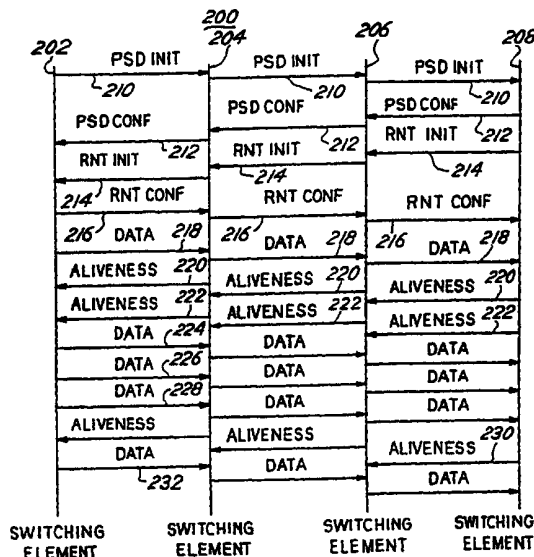 200
202 204 206 208
PSD INIT PSD INIT PSD INIT
210 210 210
PSD CONF PSD CONF PSD CONF
212 212 212
RNT INIT RNT INIT RNT INIT
214 214 214
RNT CONF RNT CONF RNT CONF
216 216 216
DATA 218 DATA 218 DATA 218
ALIVENESS 220 ALIVENESS 220 ALIVENESS 220
ALIVENESS 222 ALIVENESS 222 ALIVENESS 222
DATA 224 DATA DATA
DATA 226 DATA DATA
DATA 228 DATA DATA
ALIVENESS ALIVENESS ALIVENESS 230
DATA DATA DATA
232
SWITCHING SWITCHING SWITCHING SWITCHING
ELEMENT ELEMENT ELEMENT ELEMENT